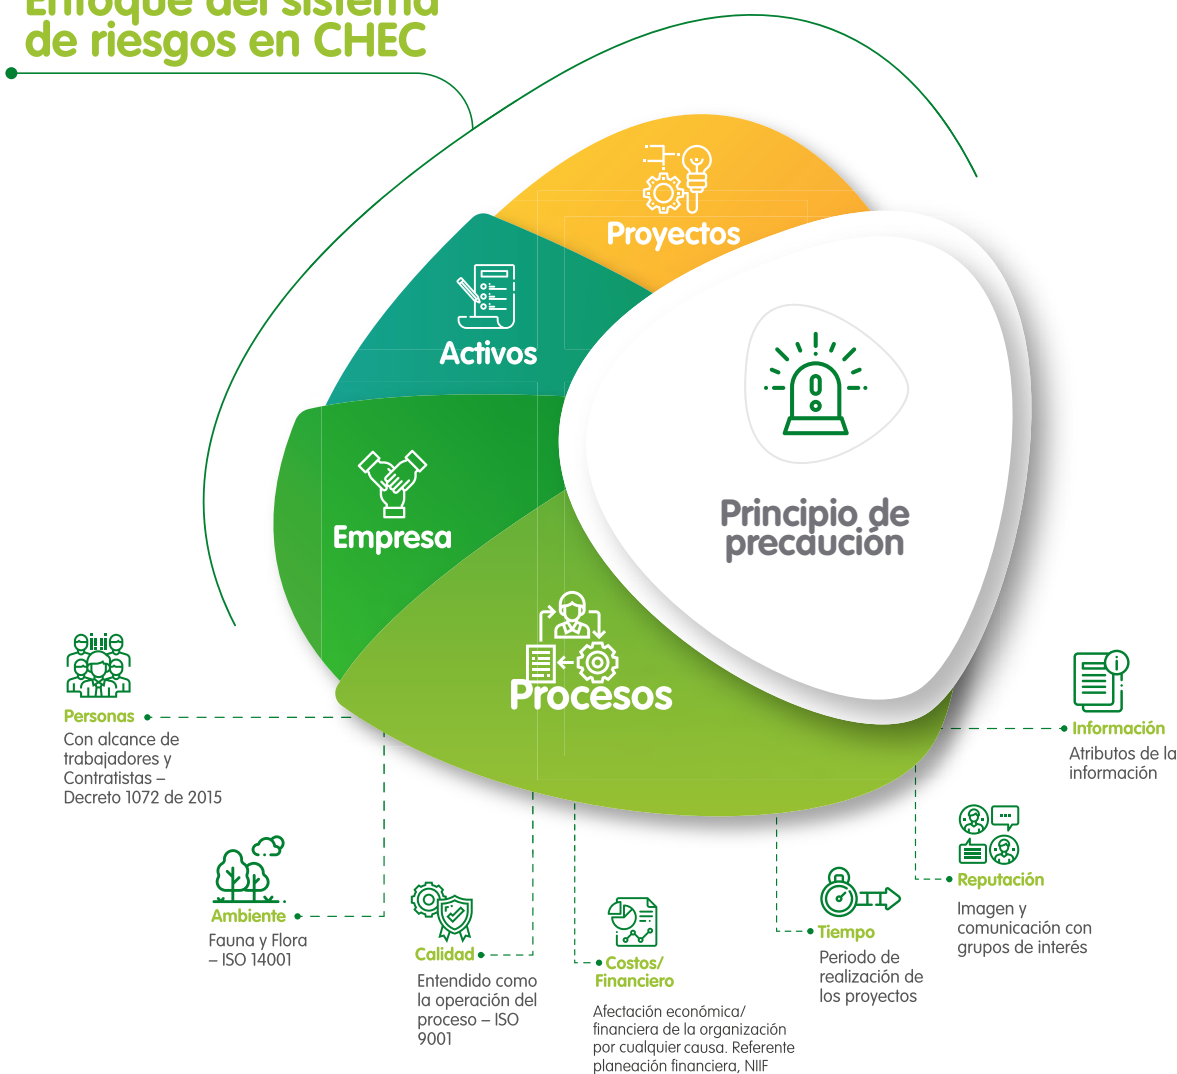 Enfoque del sistema
de riesgos en CHEC
Proyectos
Activos
Empresa
Procesos
Principio de
precaución
Personas
Con alcance de
trabajadores y
Contratistas –
Decreto 1072 de 2015
Ambiente
Fauna y Flora
– ISO 14001
Calidad
Entendido como
la operación del
proceso – ISO
9001
Costos/
Financiero
Afectación económica/
financiera de la organización
por cualquier causa. Referente
planeación financiera, NIIF
Tiempo
Periodo de
realización de
los proyectos
Reputación
Imagen y
comunicación con
grupos de interés
Información
Atributos de la
información